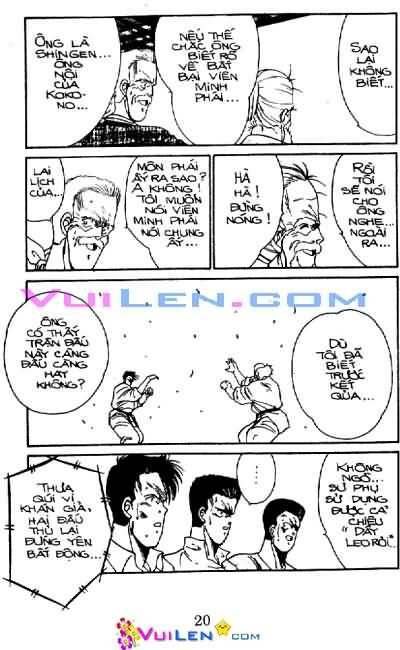 ÔNG LÀ
SHINGEN...
ÔNG
NỘI
CỦA
KOKO-
NO...
NẾU THẾ
CHẮC ÔNG
BIẾT RÕ
VỀ BẤT
BẠI VIÊN
MINH
PHÁI...
SAO
LẠI
KHÔNG
BIẾT...
LAI
LỊCH
CỦA...
MÔN PHÁI
ẤY RA SAO?
À KHÔNG!
TÔI MUỐN
NÓI VIÊN
MINH PHÁI
NÓI CHUNG
ẤY...
HÀ
HÀ!
ĐỪNG
NÓNG!
RỒI
TÔI
SẼ NÓI
CHO
ÔNG
NGHE...
NGOÀI
RA...
VUILEN.COM
ÔNG
CÓ THẤY
TRẬN ĐẤU
NÀY CÀNG
ĐẤU CÀNG
HAY
KHÔNG?
DÙ
TÔI ĐÃ
BIẾT
TRƯỚC
KẾT
QUẢ...
THƯA
QUÍ VỊ
KHÁN GIẢ,
HAI ĐẤU
THỦ LẠI
ĐỨNG YÊN
BẤT ĐỘNG...
...
KHÔNG
NGỜ...
SƯ PHỤ
SỬ DỤNG
ĐƯỢC CẢ
CHIÊU
"DÂY
LEO RỒI"
20
VUILEN.COM